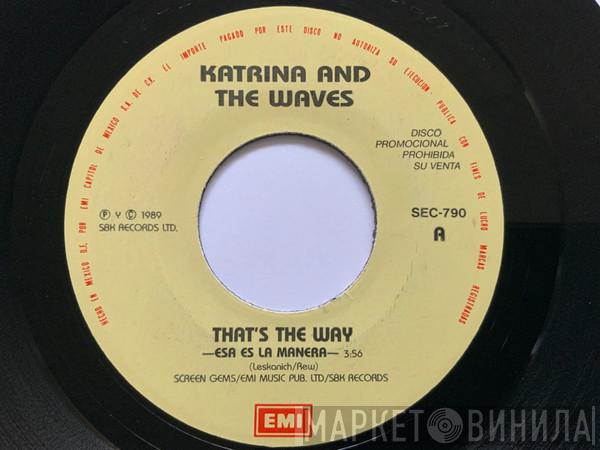 HECHO EN MEXICO D.F. POR EMI CAPITOL DE MEXICO S.A. DE C.V. EL IMPORTE PAGADO POR ESTE DISCO NO AUTORIZA SU EJECUCION PUBLICA CON FINES DE LUCRO MARCAS REGISTRADAS
KATRINA AND
THE WAVES
DISCO
PROMOCIONAL
PROHIBIDA
SU VENTA
℗ Y © 1989
SBK RECORDS LTD.
SEC-790
A
THAT'S THE WAY
—ESA ES LA MANERA— 3:56
(Leskanich/Rew)
SCREEN GEMS/EMI MUSIC PUB. LTD/SBK RECORDS
EMI
МАРКЕТ ВИНИЛА